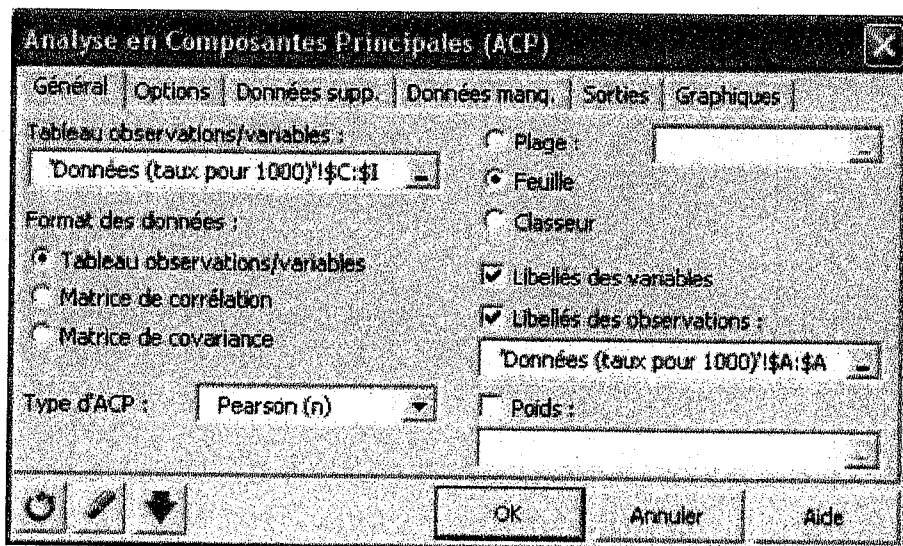 Analyse en Composantes Principales (ACP)
Général Options Données supp. Données manq. Sorties Graphiques
Tableau observations/variables :
'Données (taux pour 1000)'!$C:$I
Format des données :
Tableau observations/variables
Matrice de corrélation
Matrice de covariance
Type d'ACP : Pearson (n)
Plage :
Feuille
Classeur
Libellés des variables
Libellés des observations :
'Données (taux pour 1000)'!$A:$A
Poids :
OK Annuler Aide